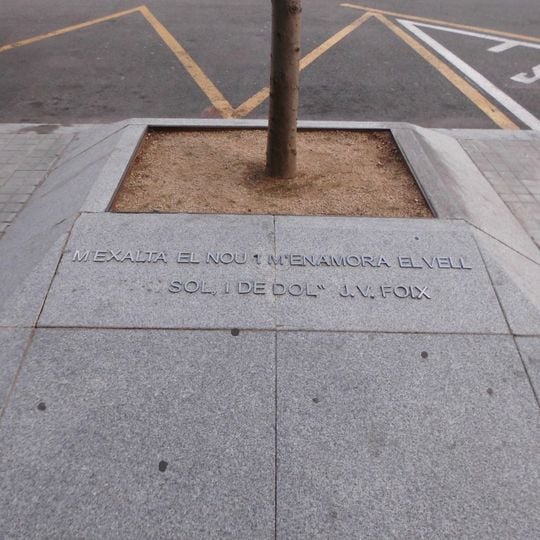 M'EXALTA EL NOU I M'ENAMORA EL VELL
SOL, I DE DOL" J.V. FOIX